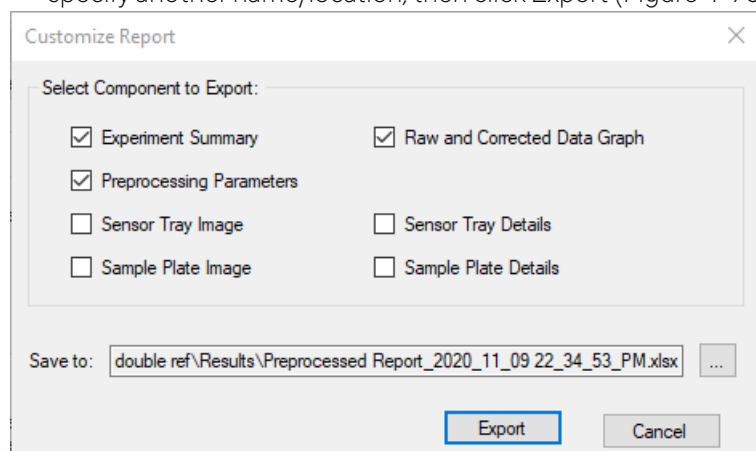 specify another name/location, then click Export (Figure
Customize Report
Select Component to Export:
Experiment Summary
Raw and Corrected Data Graph
Preprocessing Parameters
Sensor Tray Image
Sensor Tray Details
Sample Plate Image
Sample Plate Details
Save to: double ref\Results\Preprocessed Report_2020_11_09 22_34_53_PM.xlsx ...
Export Cancel